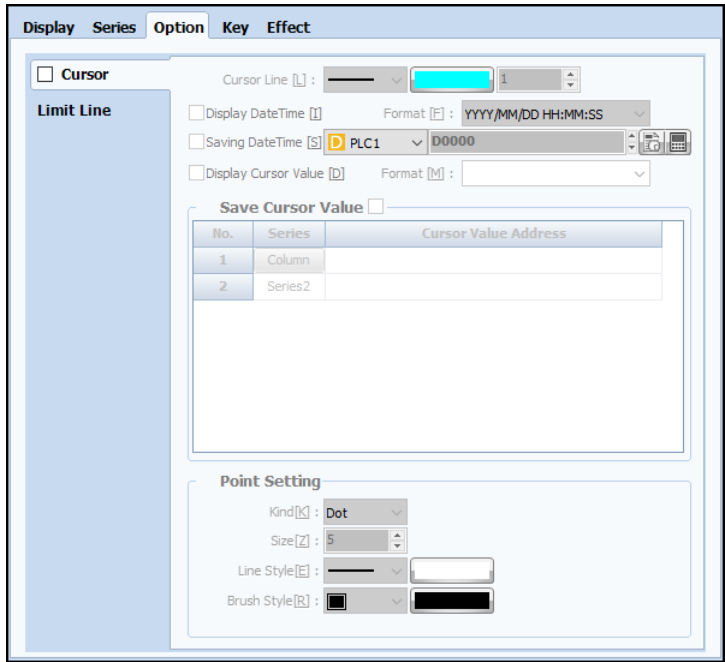 Display Series Option Key Effect
Cursor
Limit Line
Cursor Line [L] : 1
Display DateTime [I] Format [F] : YYYY/MM/DD HH:MM:SS
Saving DateTime [S] D PLC1 D0000
Display Cursor Value [D] Format [M] :
Save Cursor Value
No. Series Cursor Value Address
1 Column
2 Series2
Point Setting
Kind[K] : Dot
Size[Z] : 5
Line Style[E] :
Brush Style[R] :